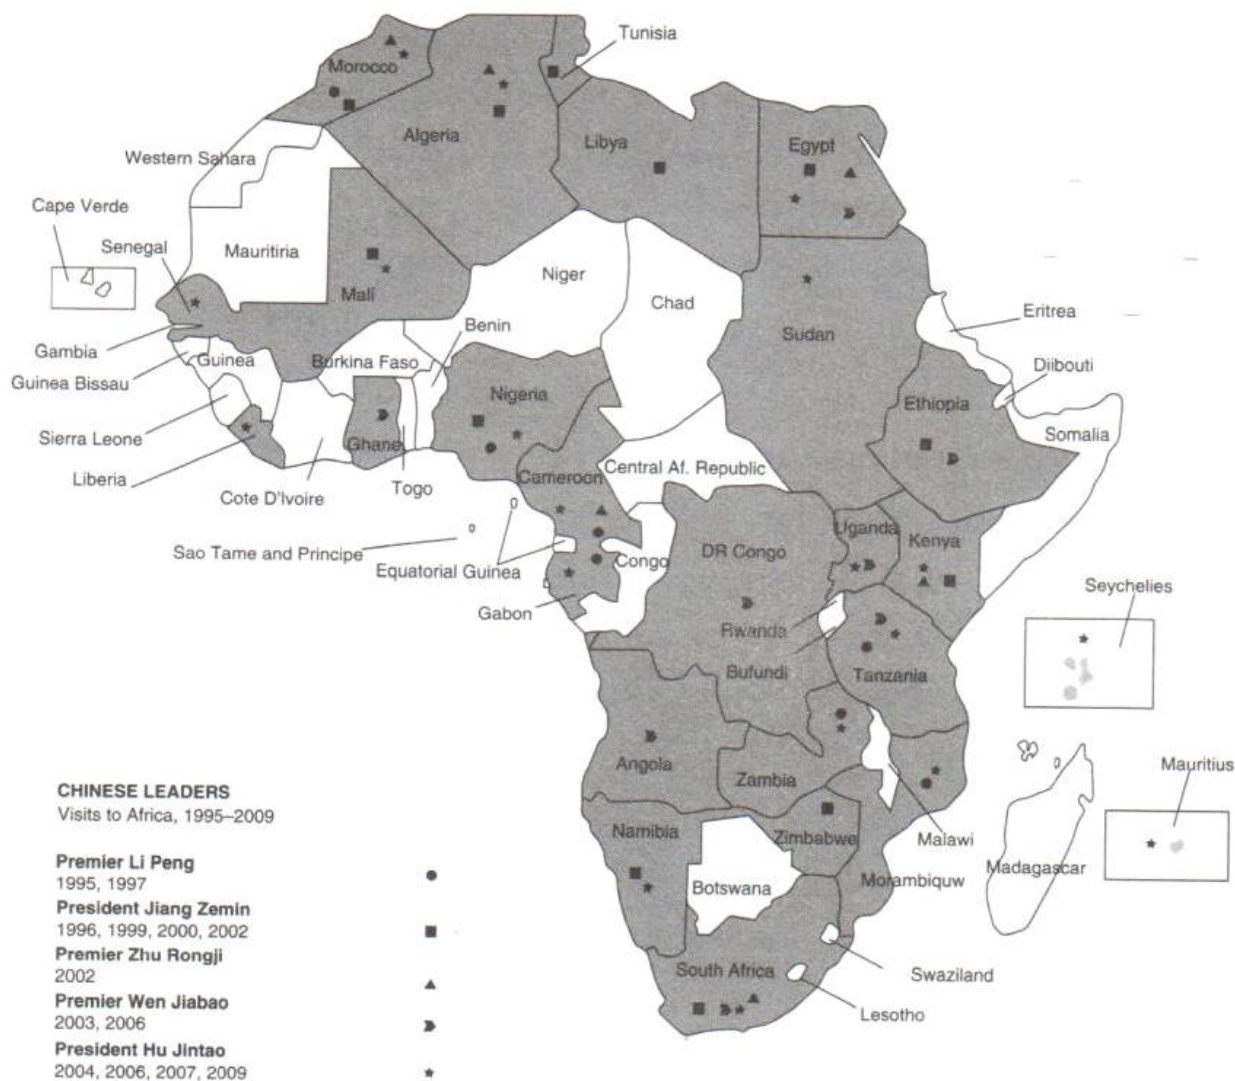 Tunisia
Morocco
Algeria
Libya
Egypt
Western Sahara
Cape Verde
Senegal
Mauritiria
Mali
Niger
Chad
Sudan
Eritrea
Benin
Gambia
Guinea
Burkina Faso
Guinea Bissau
Diibouti
Nigeria
Ethiopia
Somalia
Sierra Leone
Ghane
Liberia
Cameroon
Central Af. Republic
Cote D'Ivoire
Togo
Uganda
Kenya
Sao Tame and Principe
DR Congo
Equatorial Guinea
Congo
Seychelies
Gabon
Rwanda
Bufundi
Tanzania
Angola
Zambia
Mauritius
CHINESE LEADERS
Visits to Africa, 1995–2009
Namibia
Zimbabwe
Malawi
Madagascar
Botswana
Morambiquw
Premier Li Peng
1995, 1997
President Jiang Zemin
1996, 1999, 2000, 2002
Premier Zhu Rongji
2002
Premier Wen Jiabao
2003, 2006
President Hu Jintao
2004, 2006, 2007, 2009
South Africa
Swaziland
Lesotho